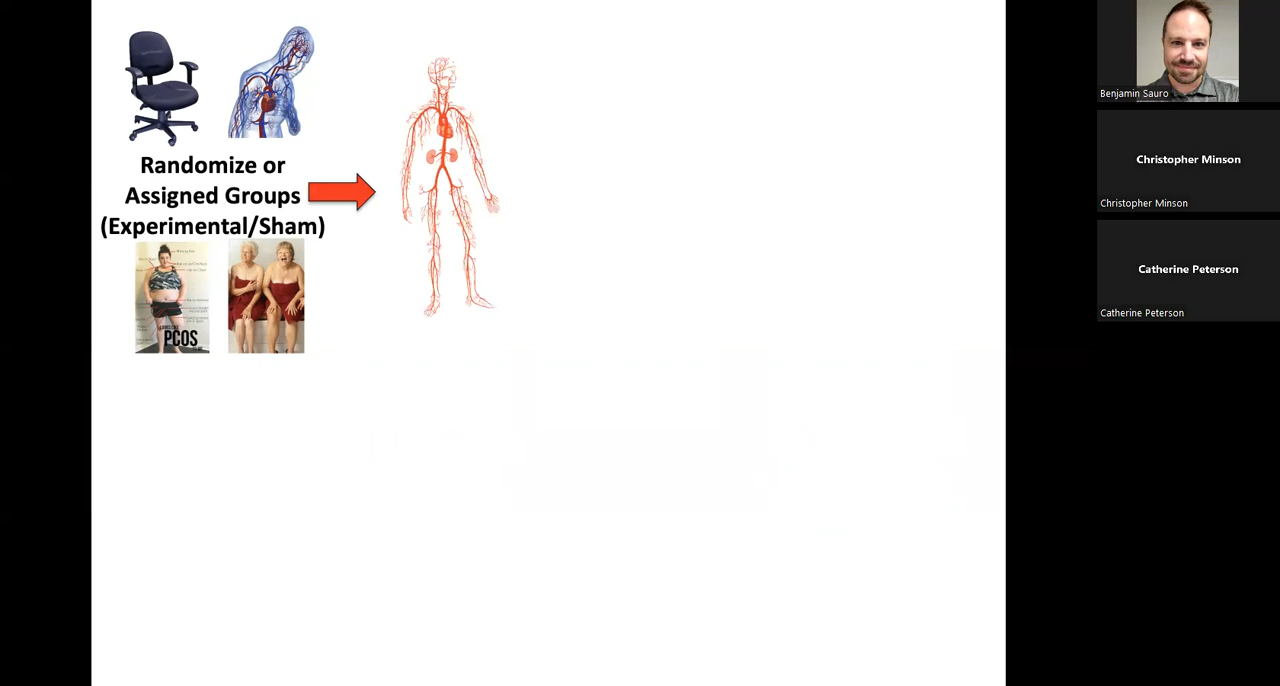 Randomize or
Assigned Groups
(Experimental/Sham)
PCOS
Benjamin Sauro
Christopher Minson
Christopher Minson
Catherine Peterson
Catherine Peterson